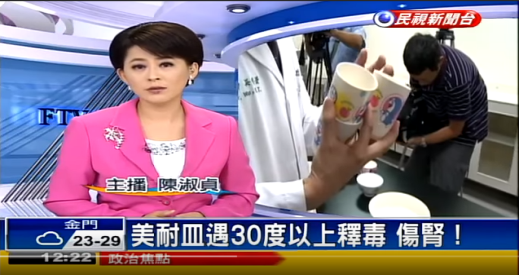 民視新聞台
FTV
主播 陳淑貞
金門
23-29
美耐皿遇30度以上釋毒 傷腎！
12:22
政治焦點